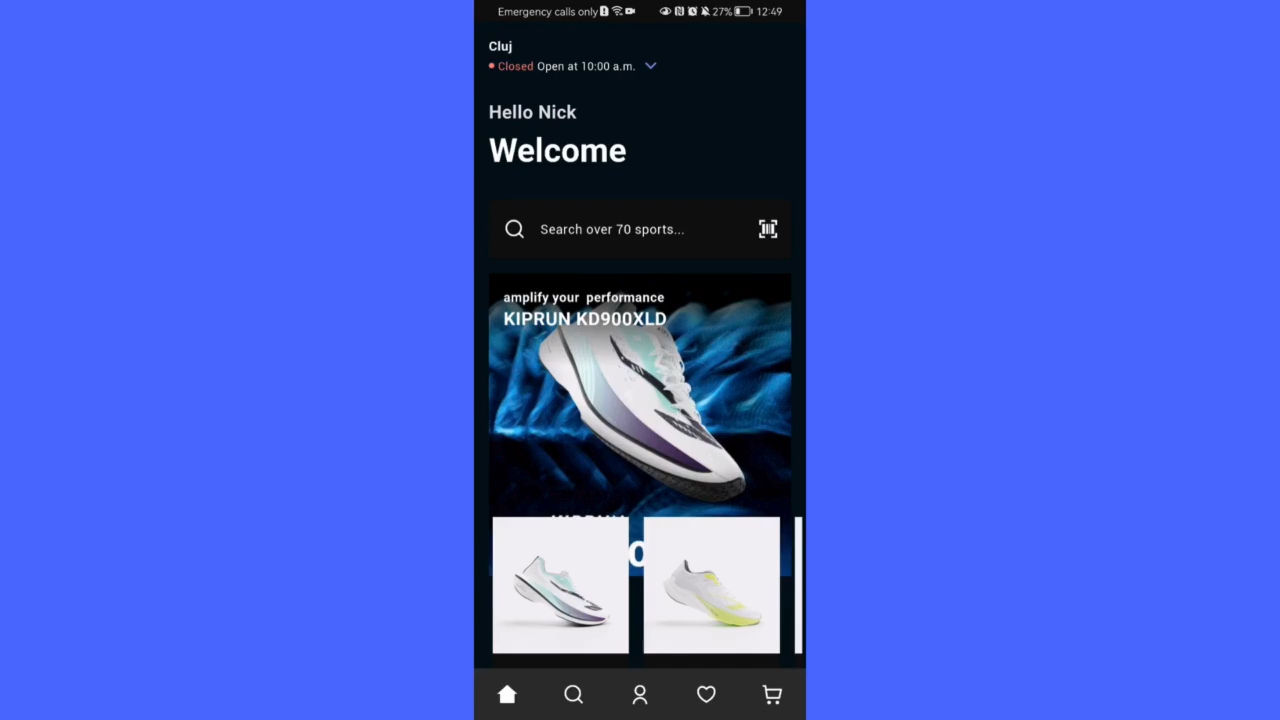 Emergency calls only 27% 12:49
Cluj
Closed Open at 10:00 a.m.
Hello Nick
Welcome
Search over 70 sports...
amplify your performance
KIPRUN KD900XLD